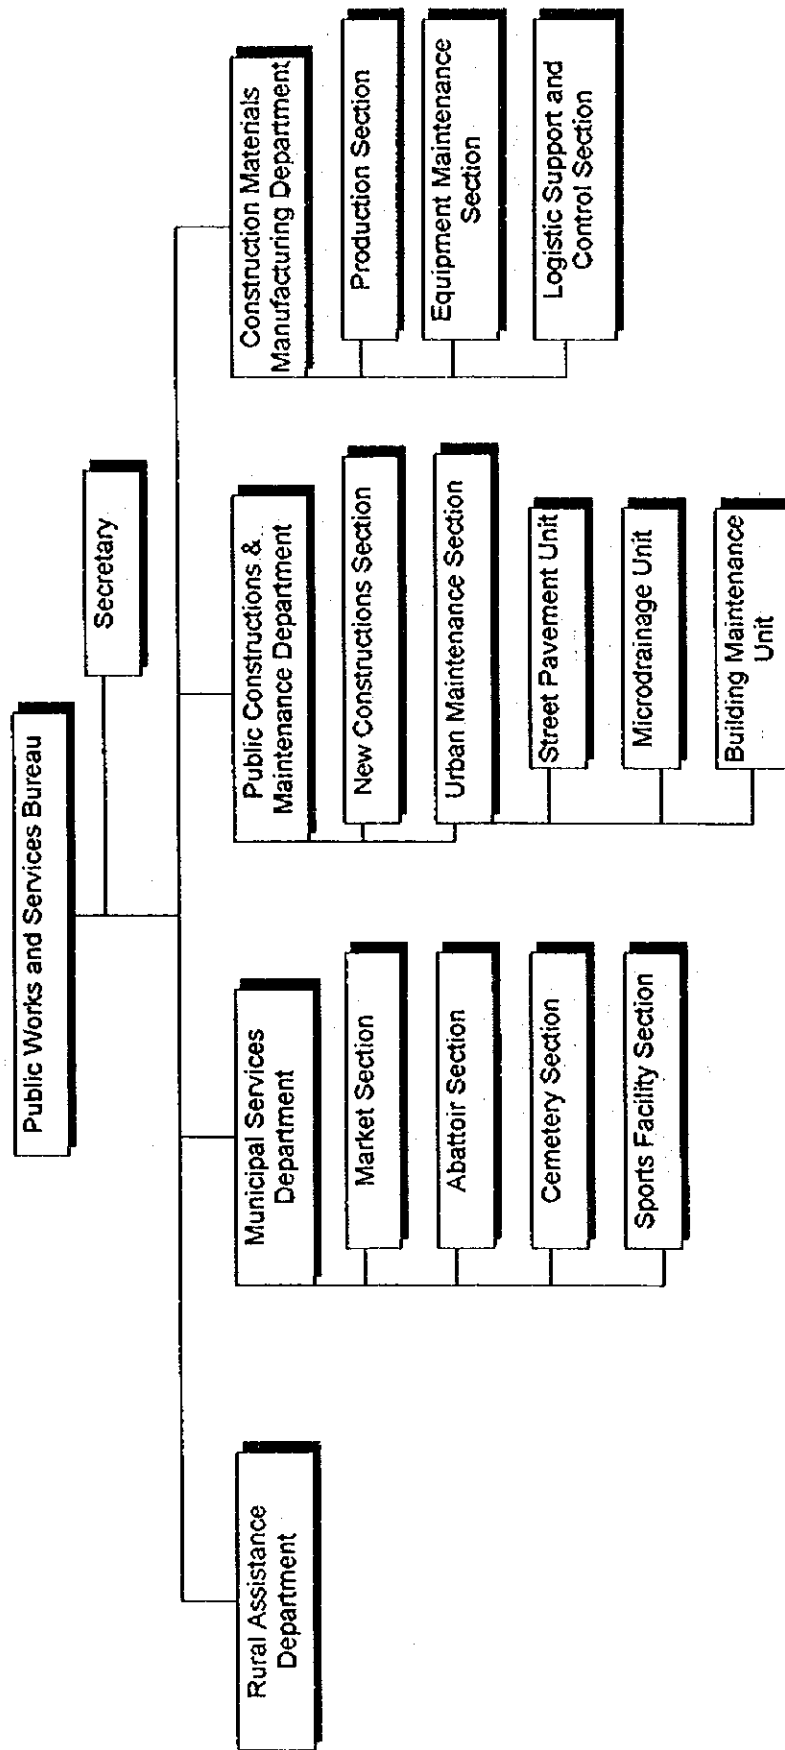 Public Works and Services Bureau
Secretary
Rural Assistance
Department
Municipal Services
Department
Market Section
Abattoir Section
Cemetery Section
Sports Facility Section
Public Constructions &
Maintenance Department
New Constructions Section
Urban Maintenance Section
Street Pavement Unit
Microdrainage Unit
Building Maintenance
Unit
Construction Materials
Manufacturing Department
Production Section
Equipment Maintenance
Section
Logistic Support and
Control Section